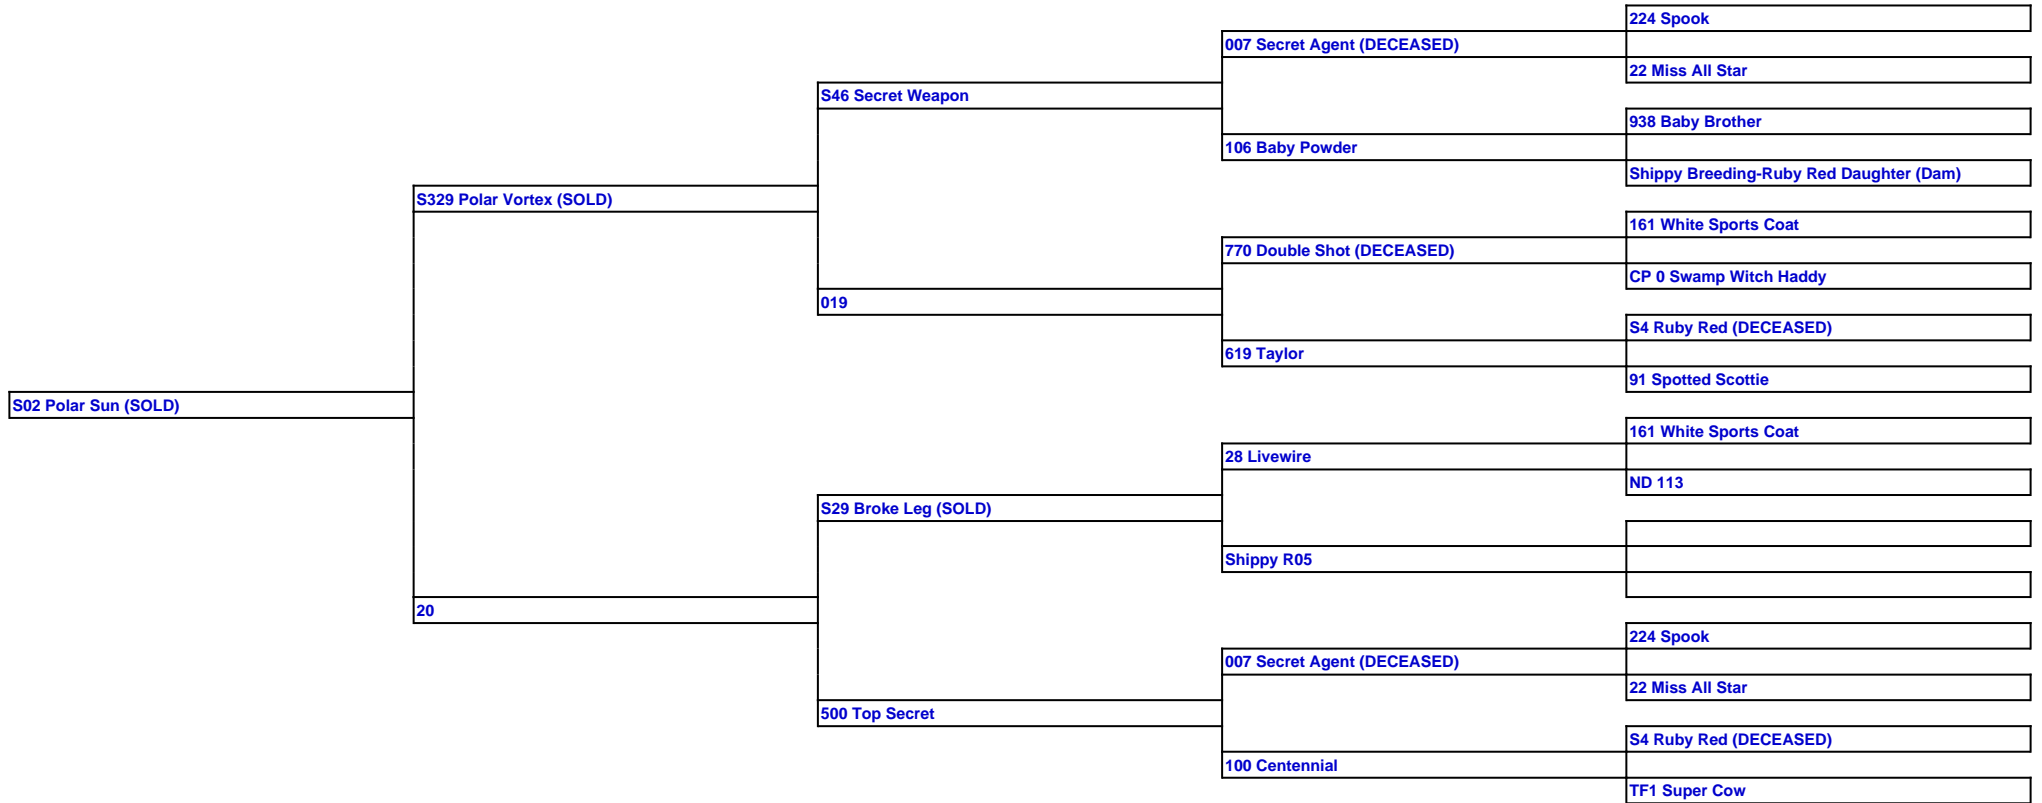 224 Spook
007 Secret Agent (DECEASED)
22 Miss All Star
S46 Secret Weapon
938 Baby Brother
106 Baby Powder
Shippy Breeding-Ruby Red Daughter (Dam)
S329 Polar Vortex (SOLD)
161 White Sports Coat
770 Double Shot (DECEASED)
CP 0 Swamp Witch Haddy
019
S4 Ruby Red (DECEASED)
619 Taylor
91 Spotted Scottie
S02 Polar Sun (SOLD)
161 White Sports Coat
28 Livewire
ND 113
S29 Broke Leg (SOLD)
Shippy R05
20
224 Spook
007 Secret Agent (DECEASED)
22 Miss All Star
500 Top Secret
S4 Ruby Red (DECEASED)
100 Centennial
TF1 Super Cow